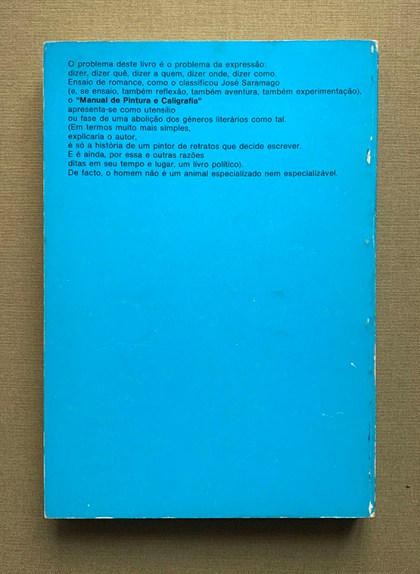 O problema deste livro é o problema da expressão:
dizer, dizer quê, dizer a quem, dizer onde, dizer como.
Ensaio de romance, como o classificou José Saramago
(e, se ensaio, também reflexão, também aventura, também experimentação),
o "Manual de Pintura e Caligrafia"
apresenta-se como utensílio
ou fase de uma abolição dos géneros literários como tal.
(Em termos muito mais simples,
explicaria o autor,
é só a história de um pintor de retratos que decide escrever.
E é ainda, por essa e outras razões
ditas em seu tempo e lugar, um livro político).
De facto, o homem não é um animal especializado nem especializável.